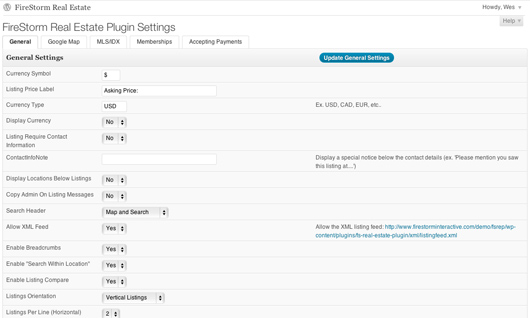 FireStorm Real Estate
Howdy, Wes
Help
FireStorm Real Estate Plugin Settings
General
Google Map
MLS/IDX
Memberships
Accepting Payments
General Settings
Update General Settings
Currency Symbol
$
Listing Price Label
Asking Price:
Currency Type
USD
Ex. USD, CAD, EUR, etc..
Display Currency
No
Listing Require Contact
Information
No
ContactInfoNote
Display a special notice below the contact details (ex. 'Please mention you saw
this listing at....')
Display Locations Below Listings
No
Copy Admin On Listing Messages
No
Search Header
Map and Search
Allow XML Feed
Yes
Allow the XML listing feed: http://www.firestorminteractive.com/demo/fsrep/wp-
content/plugins/fs-real-estate-plugin/xml/listingfeed.xml
Enable Breadcrumbs
Yes
Enable "Search Within Location"
Yes
Enable Listing Compare
Yes
Listings Orientation
Vertical Listings
Listings Per Line (Horizontal)
2